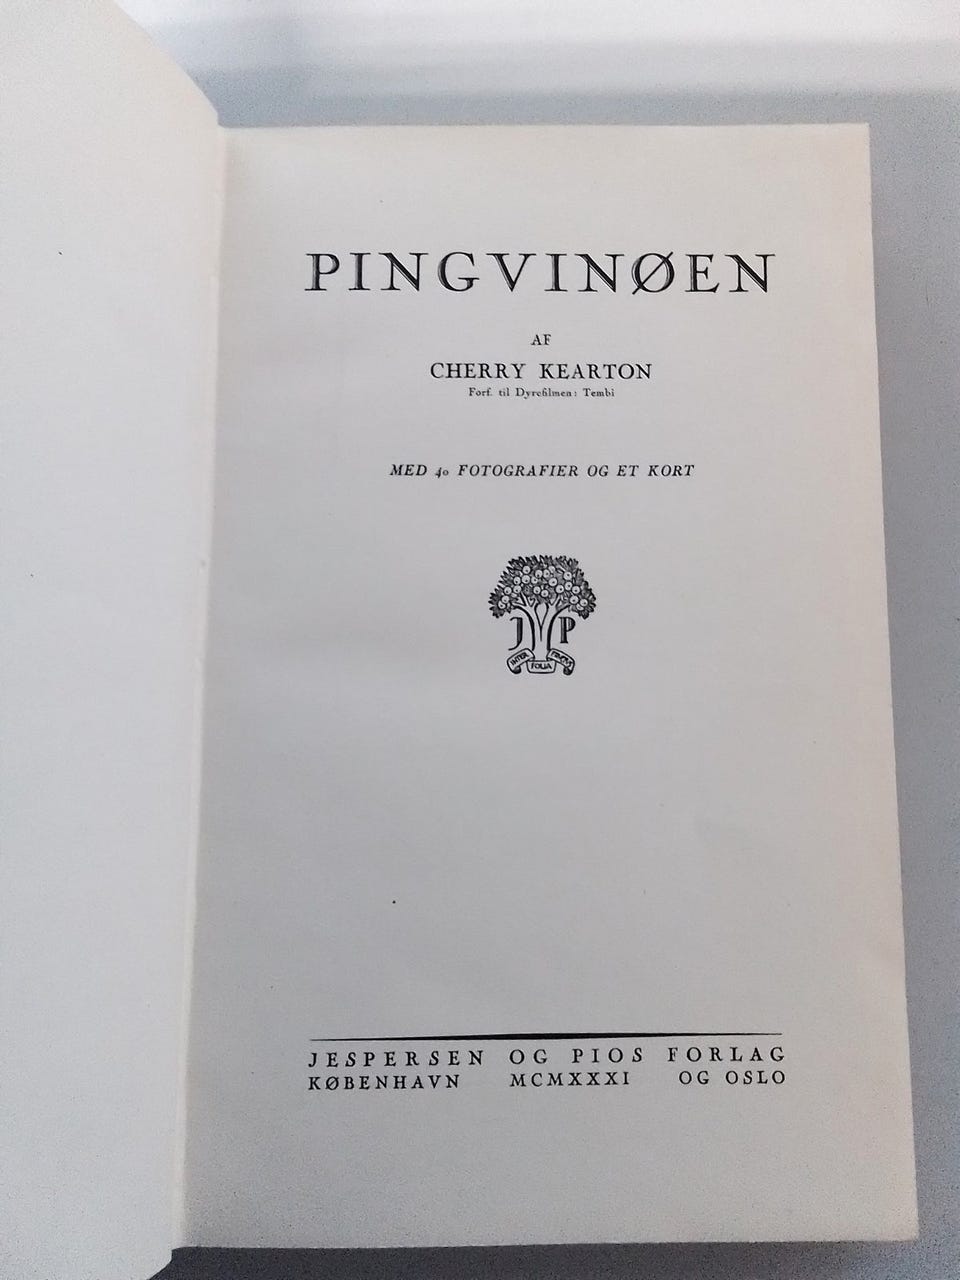 PINGVINØEN
AF
CHERRY KEARTON
Forf. til Dyrefilmen: Tembi
MED 40 FOTOGRAFIER OG ET KORT
J P
INTER FOLIA FRUCTUS
JESPERSEN OG PIOS FORLAG
KØBENHAVN MCMXXXI OG OSLO